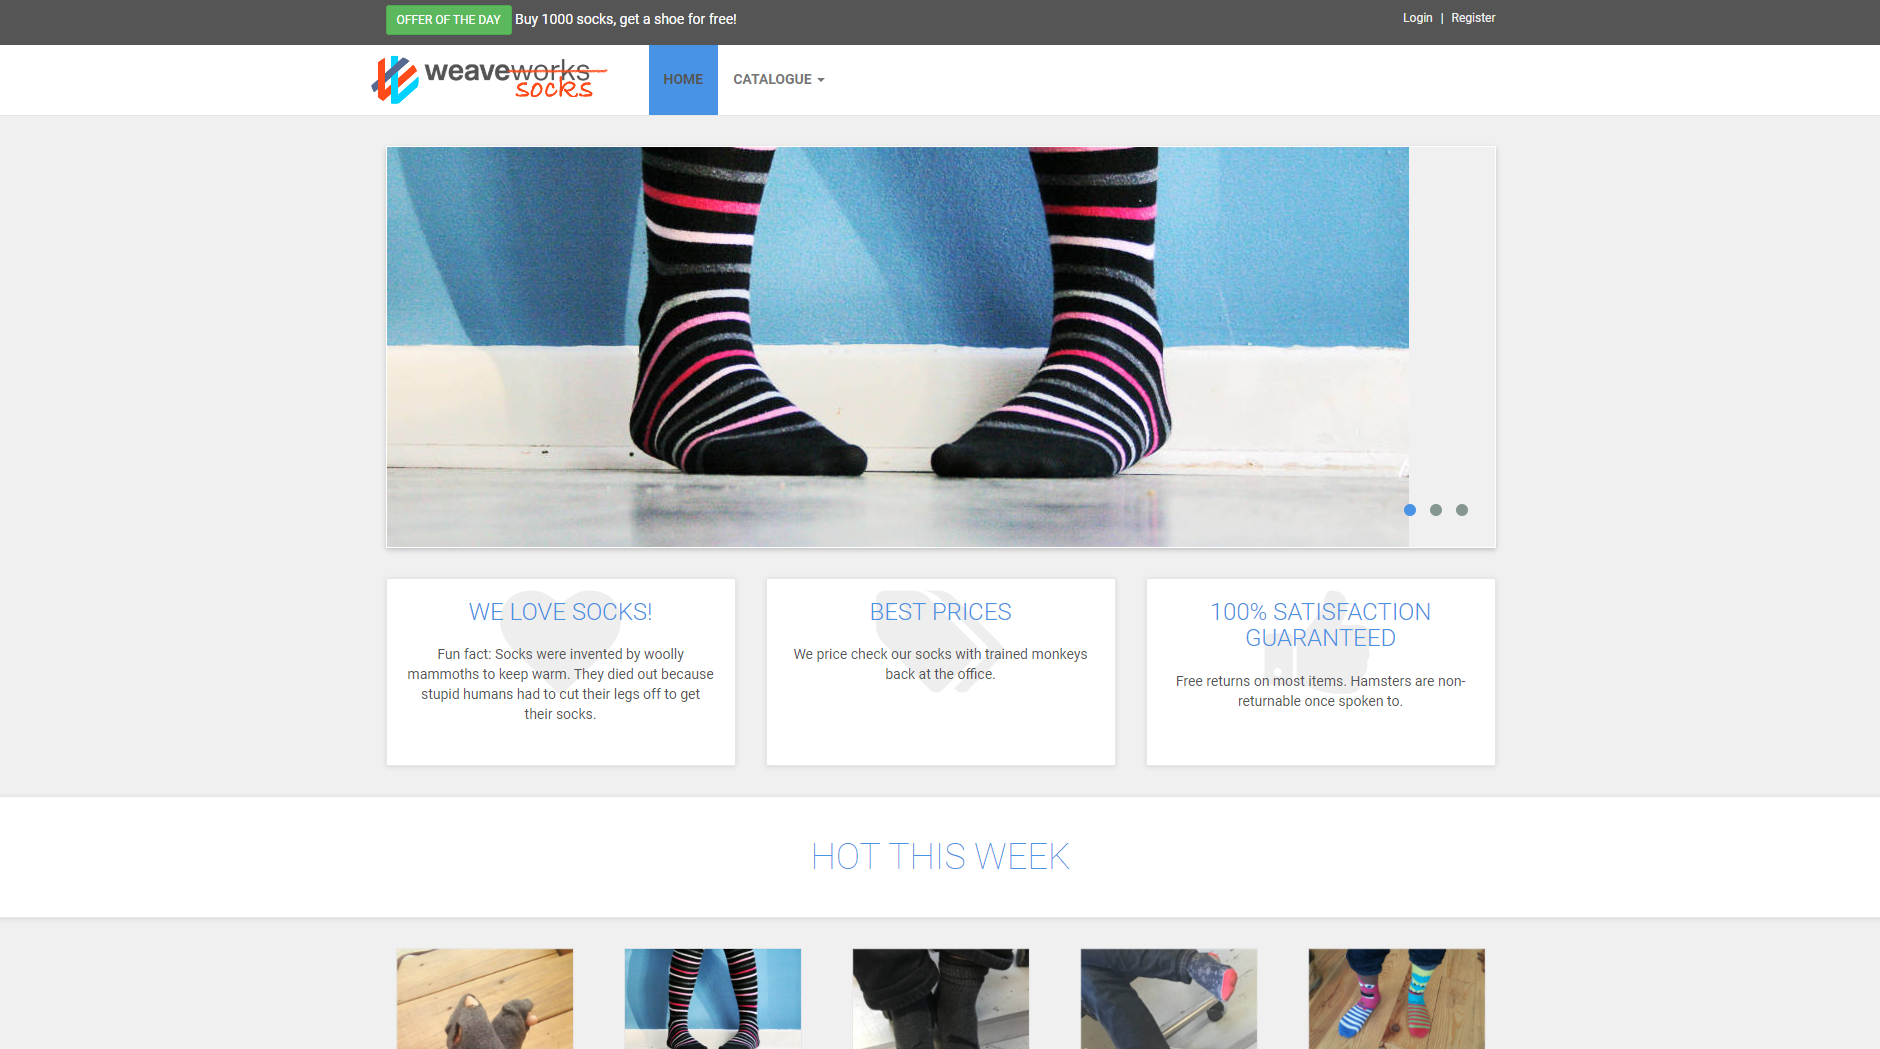 OFFER OF THE DAY Buy 1000 socks, get a shoe for free!
Login | Register
weaveworks
socks
HOME
CATALOGUE
WE LOVE SOCKS!
Fun fact: Socks were invented by woolly
mammoths to keep warm. They died out because
stupid humans had to cut their legs off to get
their socks.
BEST PRICES
We price check our socks with trained monkeys
back at the office.
100% SATISFACTION
GUARANTEED
Free returns on most items. Hamsters are non-
returnable once spoken to.
HOT THIS WEEK